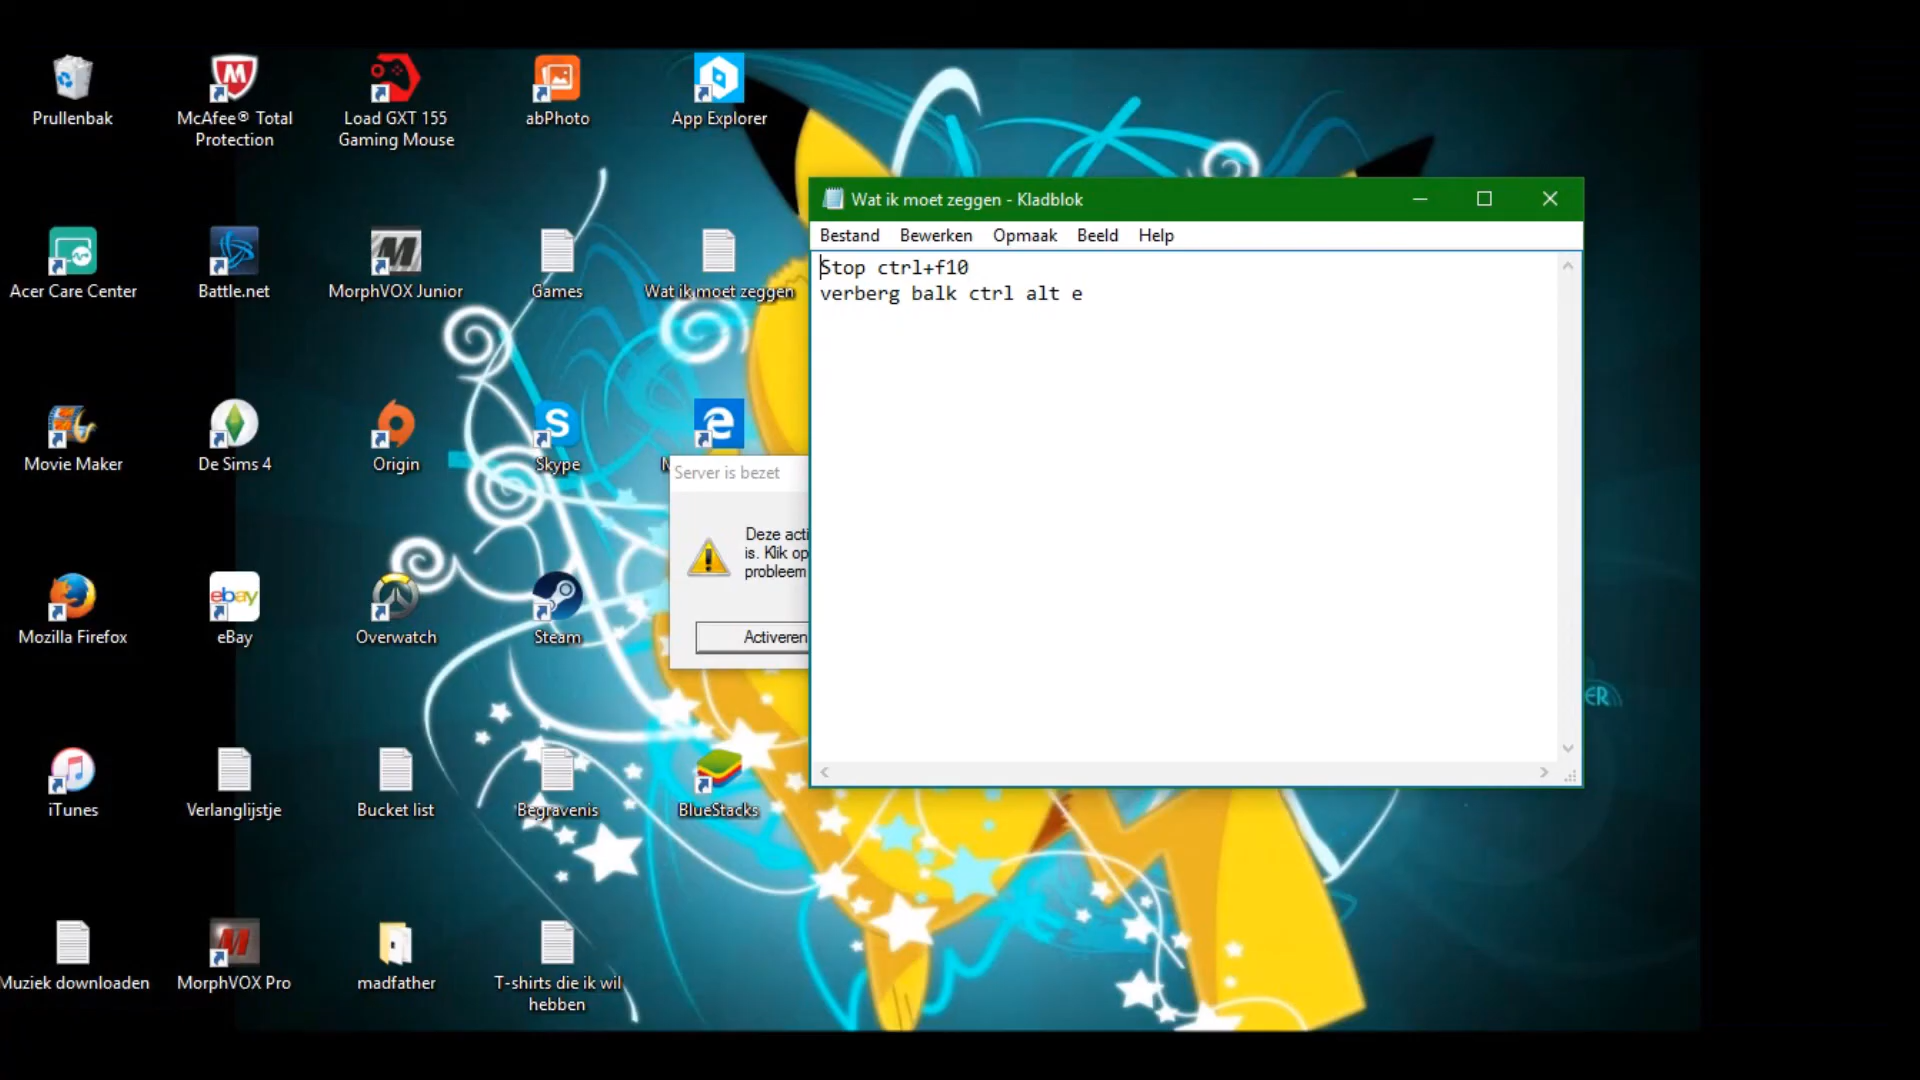 Prullenbak
McAfee® Total
Protection
Load GXT 155
Gaming Mouse
abPhoto
App Explorer
Wat ik moet zeggen - Kladblok
Bestand Bewerken Opmaak Beeld Help
Stop ctrl+f10
verberg balk ctrl alt e
Acer Care Center
Battle.net
MorphVOX Junior
Games
Wat ik moet zeggen
Movie Maker
De Sims 4
Origin
Skype
Server is bezet
Deze acti
is. Klik op
probleem
Activeren
Mozilla Firefox
ebay
eBay
Overwatch
Steam
ER
iTunes
Verlanglijstje
Bucket list
Begravenis
BlueStacks
Muziek downloaden
MorphVOX Pro
madfather
T-shirts die ik wil
hebben